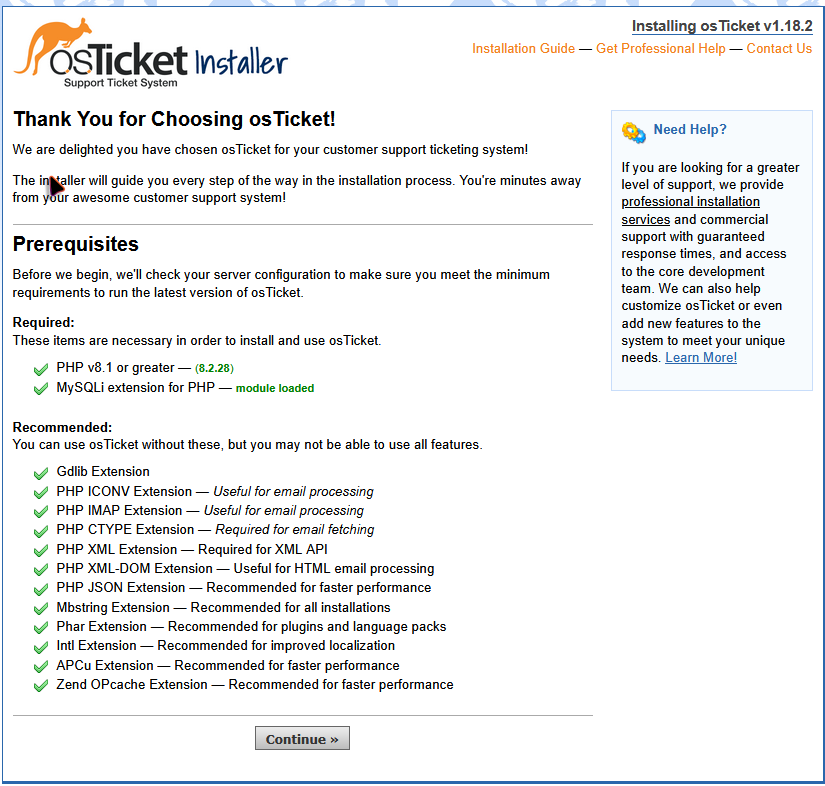 osTicket Installer
Support Ticket System
Installing osTicket v1.18.2
Installation Guide — Get Professional Help — Contact Us
Thank You for Choosing osTicket!
We are delighted you have chosen osTicket for your customer support ticketing system!
The installer will guide you every step of the way in the installation process. You're minutes away
from your awesome customer support system!
Prerequisites
Before we begin, we'll check your server configuration to make sure you meet the minimum
requirements to run the latest version of osTicket.
Required:
These items are necessary in order to install and use osTicket.
PHP v8.1 or greater — (8.2.28)
MySQLi extension for PHP — module loaded
Recommended:
You can use osTicket without these, but you may not be able to use all features.
Gdlib Extension
PHP ICONV Extension — Useful for email processing
PHP IMAP Extension — Useful for email processing
PHP CTYPE Extension — Required for email fetching
PHP XML Extension — Required for XML API
PHP XML-DOM Extension — Useful for HTML email processing
PHP JSON Extension — Recommended for faster performance
Mbstring Extension — Recommended for all installations
Phar Extension — Recommended for plugins and language packs
Intl Extension — Recommended for improved localization
APCu Extension — Recommended for faster performance
Zend OPcache Extension — Recommended for faster performance
Continue »
Need Help?
If you are looking for a greater
level of support, we provide
professional installation
services and commercial
support with guaranteed
response times, and access
to the core development
team. We can also help
customize osTicket or even
add new features to the
system to meet your unique
needs. Learn More!